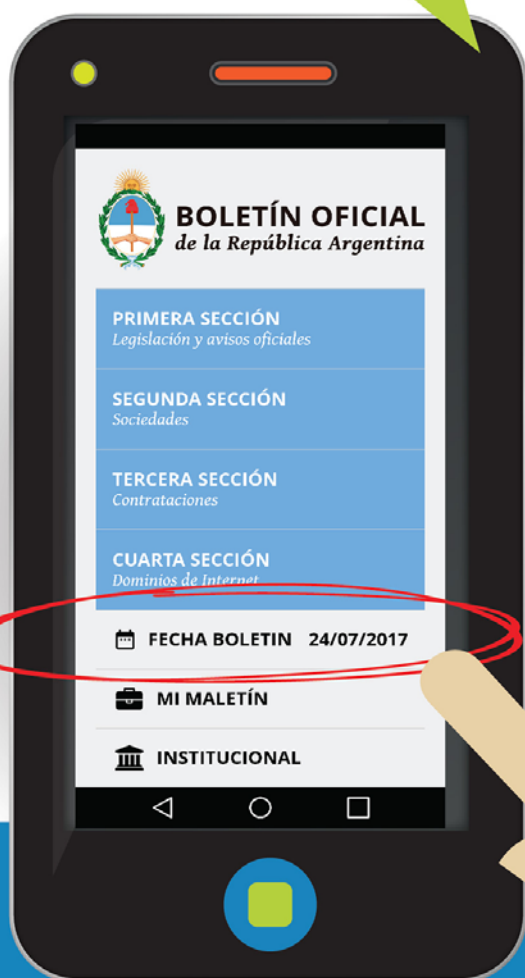 BOLETÍN OFICIAL
de la República Argentina
PRIMERA SECCIÓN
Legislación y avisos oficiales
SEGUNDA SECCIÓN
Sociedades
TERCERA SECCIÓN
Contrataciones
CUARTA SECCIÓN
Dominios de Internet
FECHA BOLETIN 24/07/2017
MI MALETÍN
INSTITUCIONAL